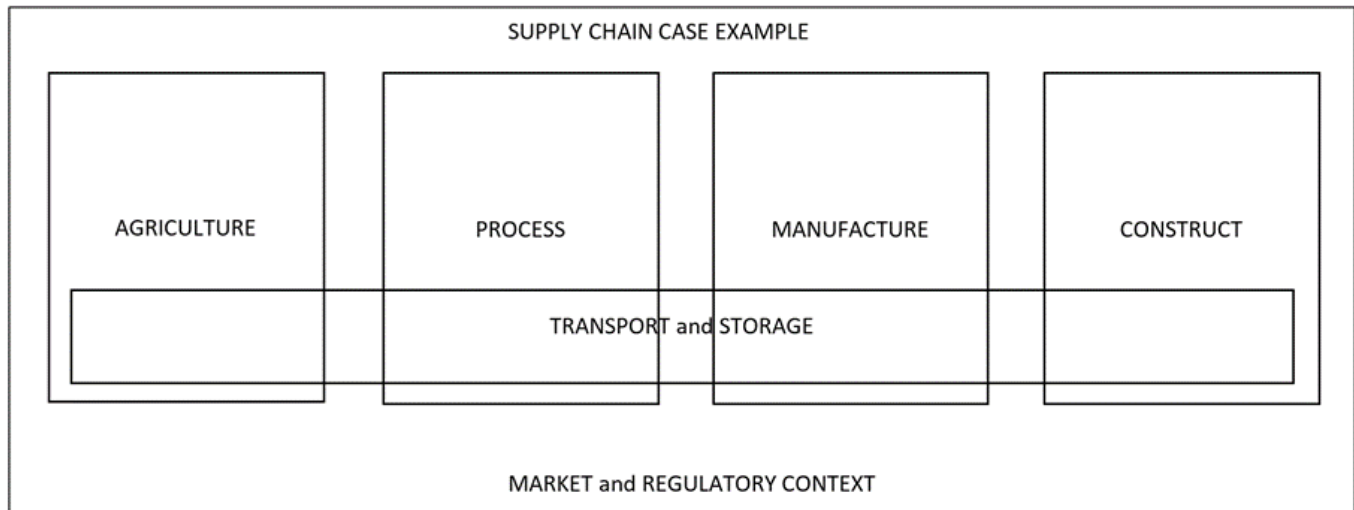 SUPPLY CHAIN CASE EXAMPLE
AGRICULTURE
PROCESS
MANUFACTURE
CONSTRUCT
TRANSPORT and STORAGE
MARKET and REGULATORY CONTEXT